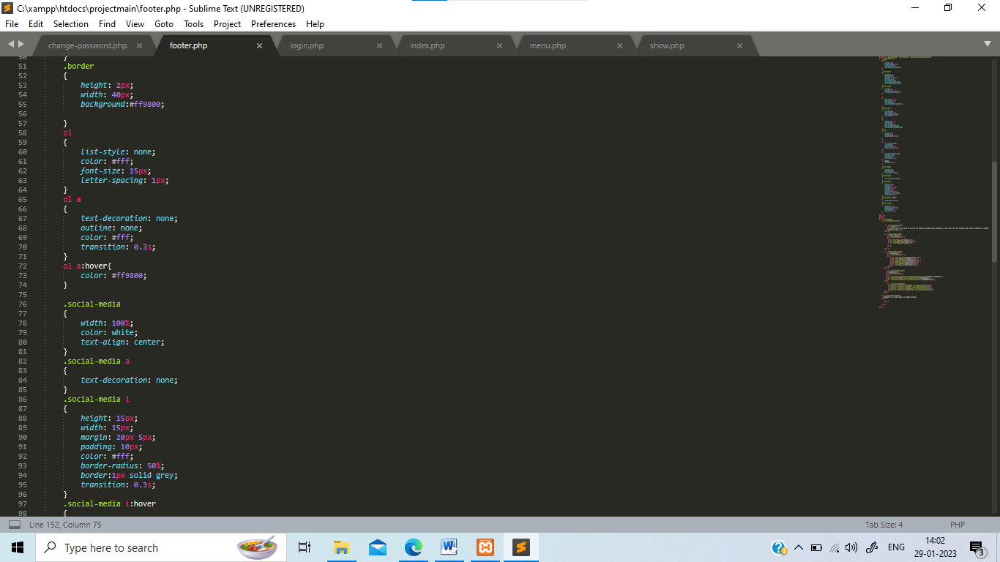 C:\xampp\htdocs\projectmain\footer.php - Sublime Text (UNREGISTERED)
File Edit Selection Find View Goto Tools Project Preferences Help
change-password.php footer.php login.php index.php menu.php show.php
50 }
51 .border
52 {
53 height: 2px;
54 width: 40px;
55 background:#ff9800;
56
57 }
58 ol
59 {
60 list-style: none;
61 color: #fff;
62 font-size: 15px;
63 letter-spacing: 1px;
64 }
65 ol a
66 {
67 text-decoration: none;
68 outline: none;
69 color: #fff;
70 transition: 0.3s;
71 }
72 ol a:hover{
73 color: #ff9800;
74 }
75
76 .social-media
77 {
78 width: 100%;
79 color: white;
80 text-align: center;
81 }
82 .social-media a
83 {
84 text-decoration: none;
85 }
86 .social-media i
87 {
88 height: 15px;
89 width: 15px;
90 margin: 20px 5px;
91 padding: 10px;
92 color: #fff;
93 border-radius: 50%;
94 border:1px solid grey;
95 transition: 0.3s;
96 }
97 .social-media i:hover
98 {
Line 152, Column 75 Tab Size: 4 PHP
Type here to search ENG 14:02
29-01-2023 3